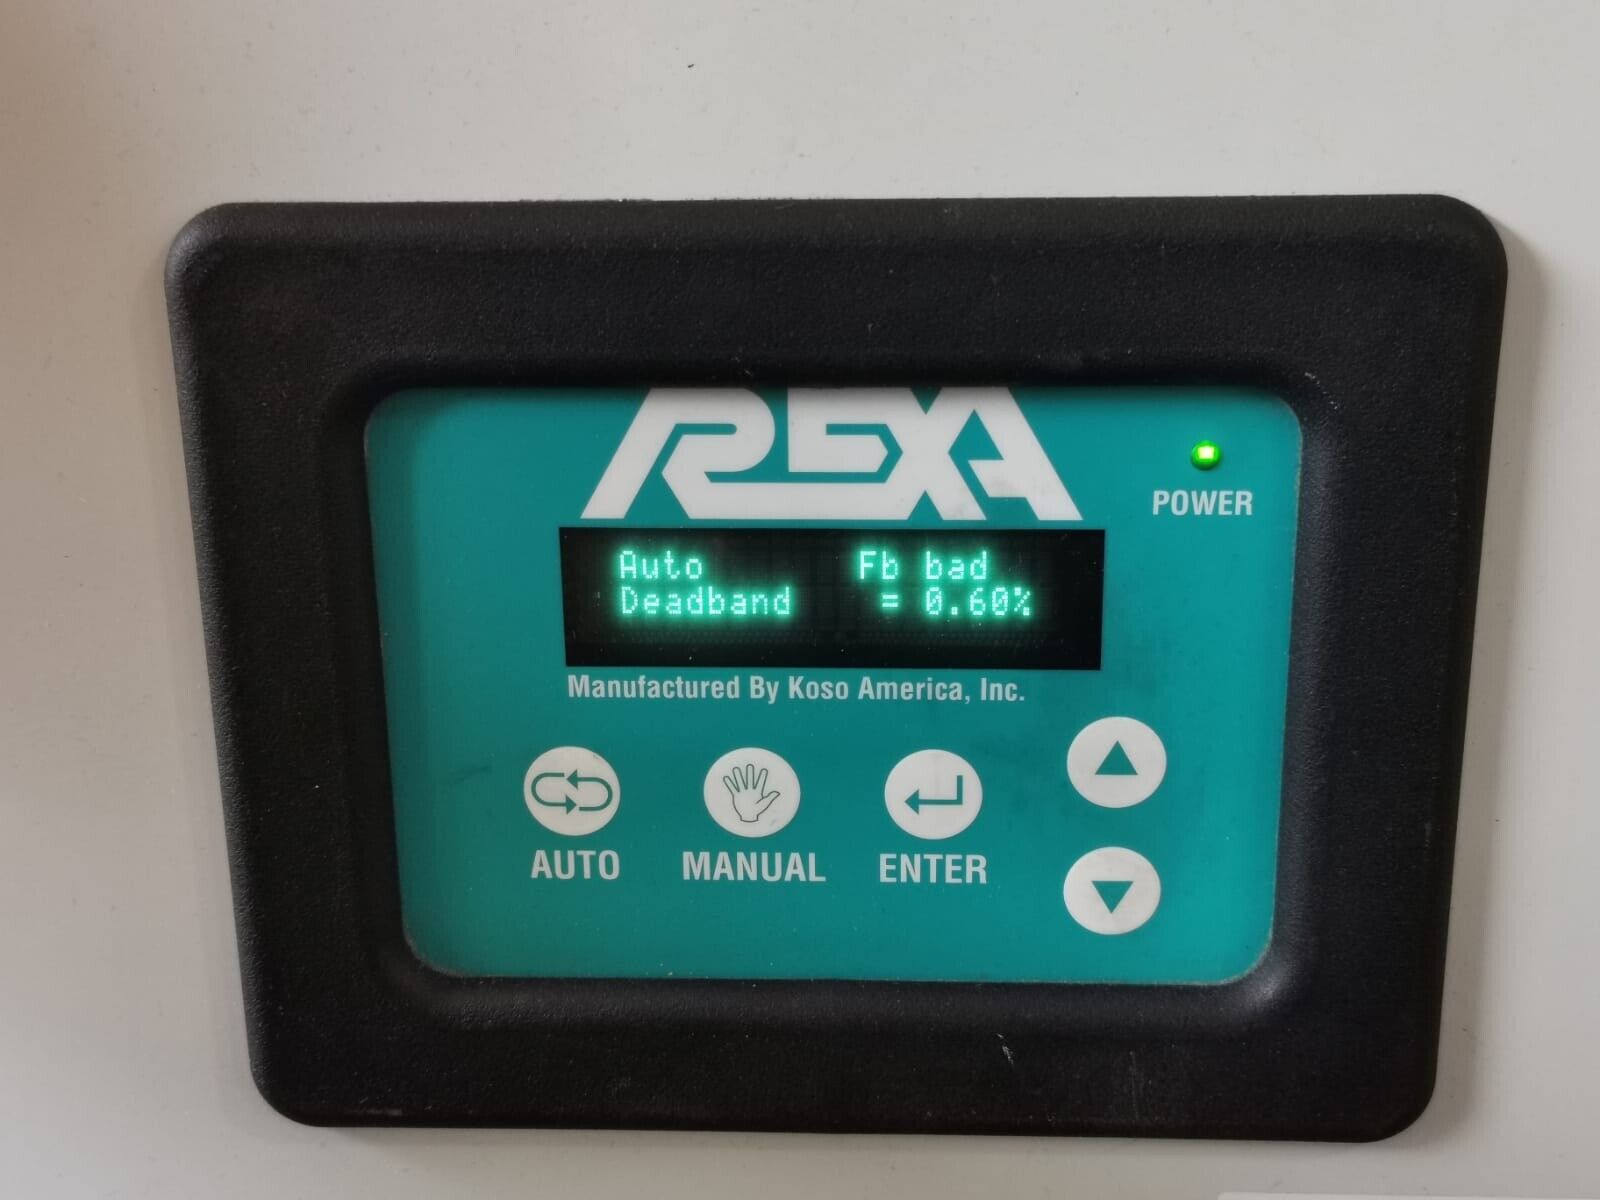 REXA
POWER
Auto Fb bad
Deadband = 0.60%
Manufactured By Koso America, Inc.
AUTO MANUAL ENTER